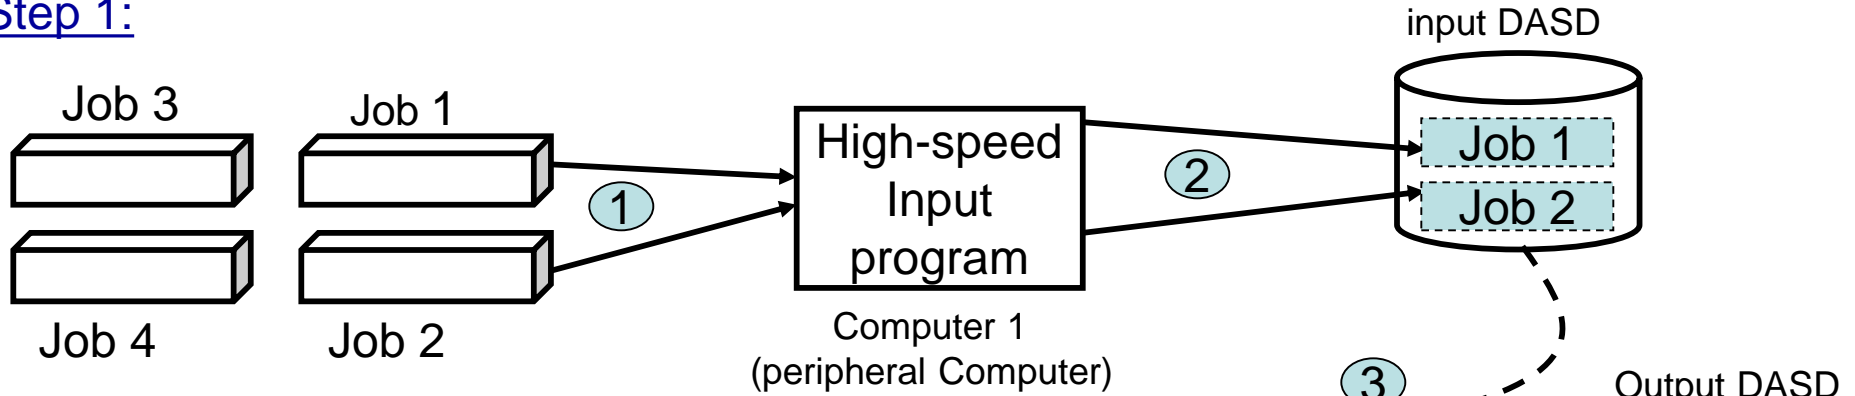 Step 1:
input DASD
Job 3
Job 1
Job 4
Job 2
1
High-speed
Input
program
Computer 1
(peripheral Computer)
2
Job 1
Job 2
3
Output DASD